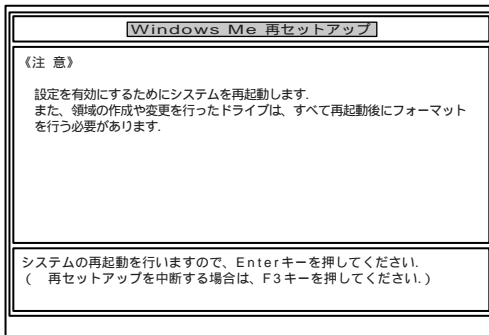 Windows Me 再セットアップ
《注 意》
設定を有効にするためにシステムを再起動します.
また、領域の作成や変更を行ったドライブは、すべて再起動後にフォーマット
を行う必要があります.
システムの再起動を行いますので、Enterキーを押してください.
( 再セットアップを中断する場合は、F3キーを押してください.)